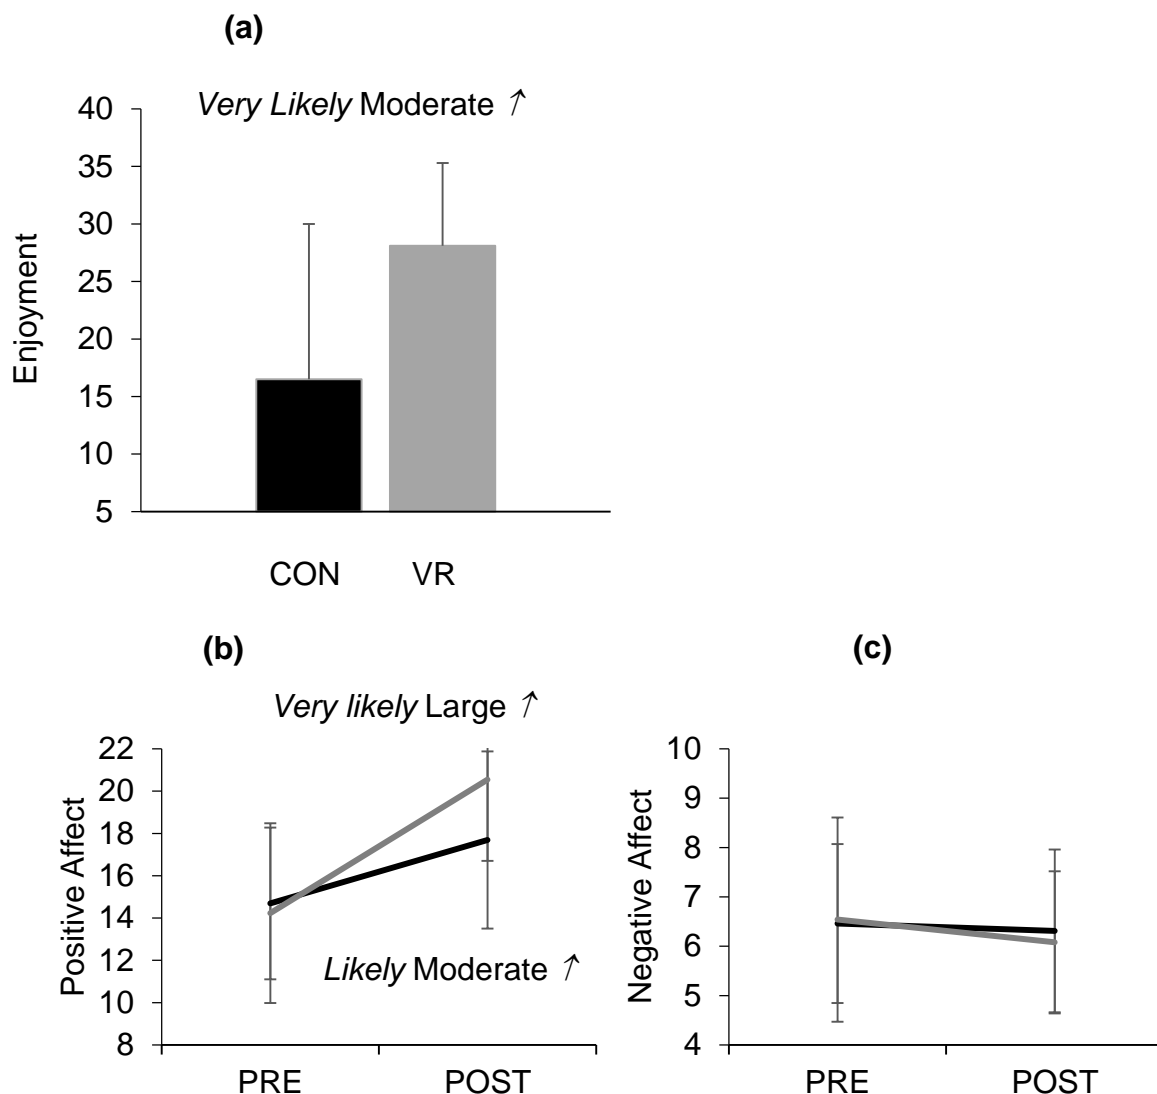 (a)
Very Likely Moderate ↑
40
35
30
25
20
15
10
5
Enjoyment
CON VR
(b)
Very likely Large ↑
22
20
18
16
14
12
10
8
Positive Affect
Likely Moderate ↑
PRE POST
(c)
10
9
8
7
6
5
4
Negative Affect
PRE POST